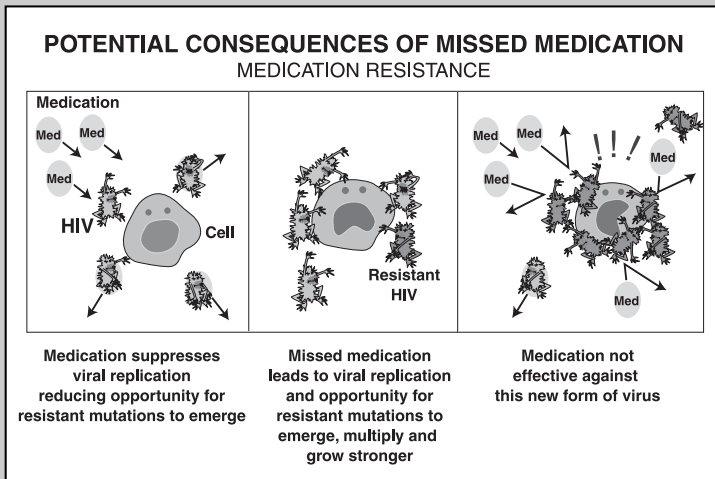 POTENTIAL CONSEQUENCES OF MISSED MEDICATION
MEDICATION RESISTANCE
Medication
Med
Med
Med
HIV
Cell
Resistant
HIV
Med
Med
Med
Med
Med
! ! !
Medication suppresses
viral replication
reducing opportunity for
resistant mutations to emerge
Missed medication
leads to viral replication
and opportunity for
resistant mutations to
emerge, multiply and
grow stronger
Medication not
effective against
this new form of virus